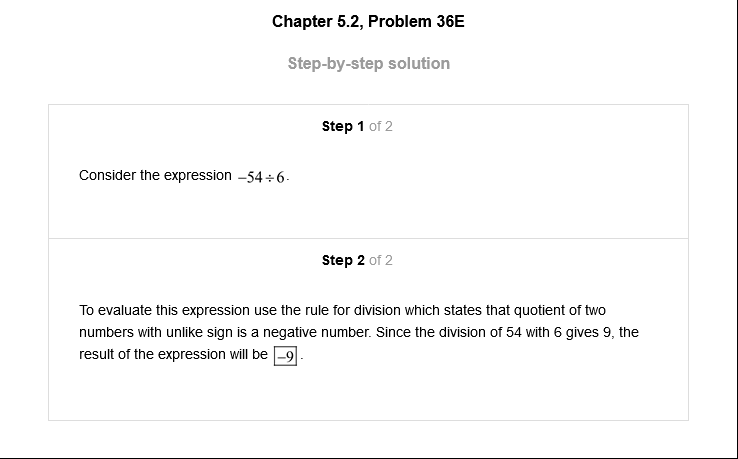 Chapter 5.2, Problem 36E
Step-by-step solution
Step 1 of 2
Consider the expression −54÷6.
Step 2 of 2
To evaluate this expression use the rule for division which states that quotient of two
numbers with unlike sign is a negative number. Since the division of 54 with 6 gives 9, the
result of the expression will be −9.